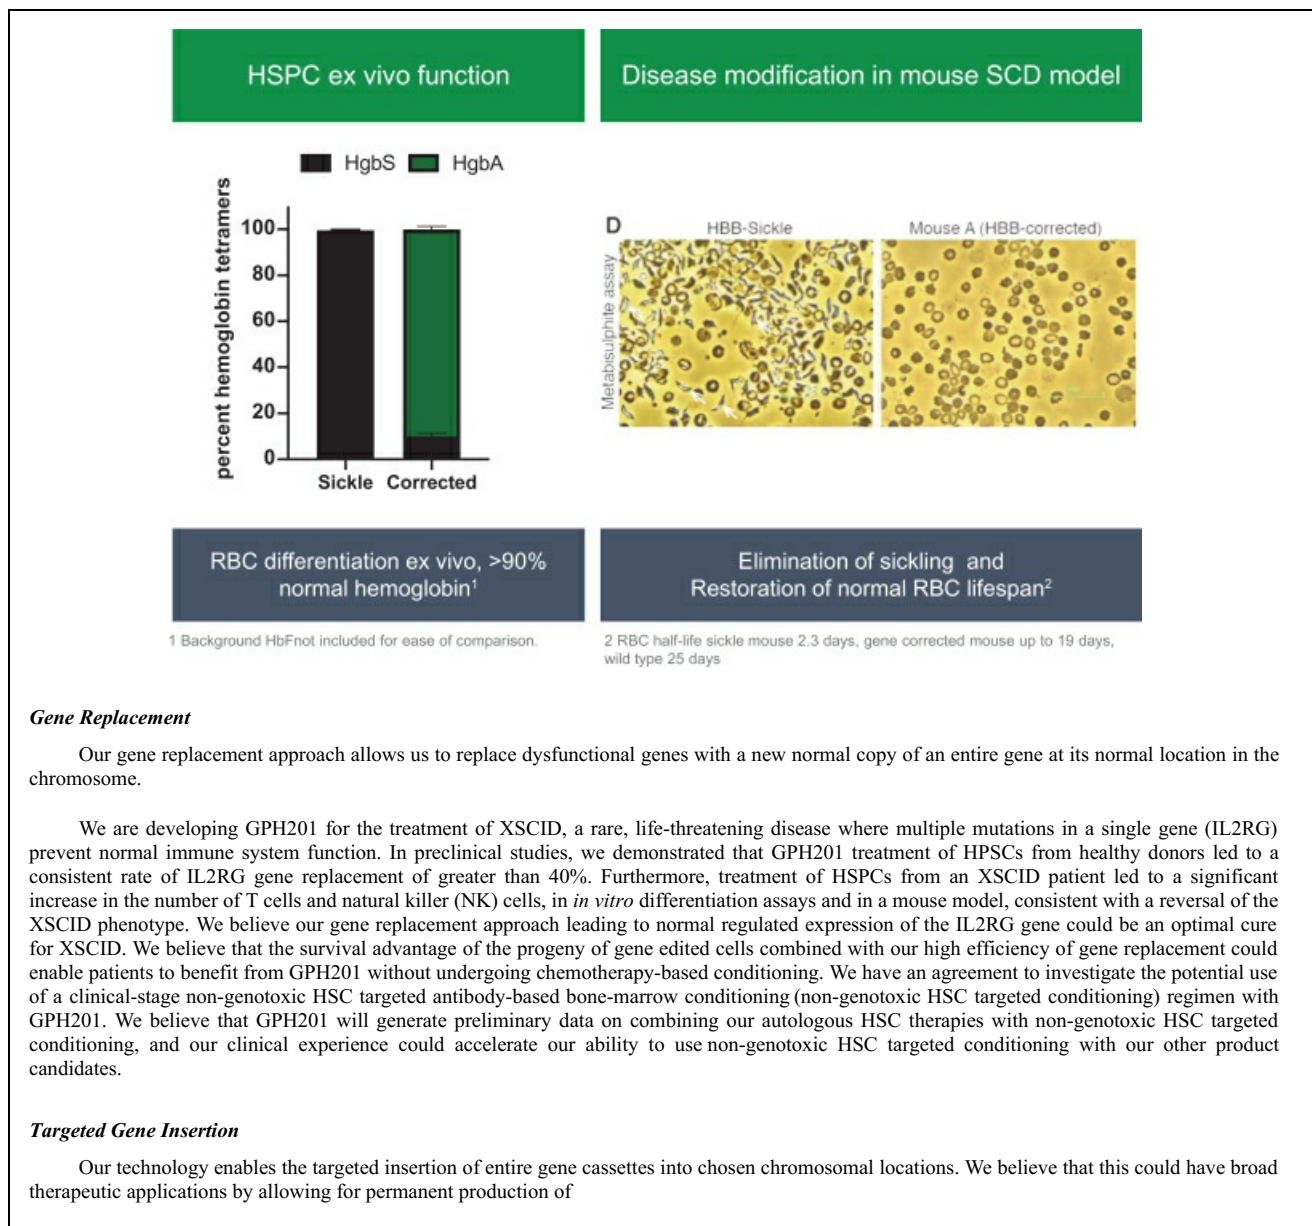 HSPC ex vivo function
Disease modification in mouse SCD model
HgbS HgbA
percent hemoglobin tetramers
100
80
60
40
20
0
Sickle Corrected
D
HBB-Sickle
Mouse A (HBB-corrected)
Metabisulphite assay
RBC differentiation ex vivo, >90%
normal hemoglobin1
Elimination of sickling and
Restoration of normal RBC lifespan2
1 Background HbFnot included for ease of comparison.
2 RBC half-life sickle mouse 2.3 days, gene corrected mouse up to 19 days,
wild type 25 days
Gene Replacement
Our gene replacement approach allows us to replace dysfunctional genes with a new normal copy of an entire gene at its normal location in the
chromosome.
We are developing GPH201 for the treatment of XSCID, a rare, life-threatening disease where multiple mutations in a single gene (IL2RG)
prevent normal immune system function. In preclinical studies, we demonstrated that GPH201 treatment of HPSCs from healthy donors led to a
consistent rate of IL2RG gene replacement of greater than 40%. Furthermore, treatment of HSPCs from an XSCID patient led to a significant
increase in the number of T cells and natural killer (NK) cells, in in vitro differentiation assays and in a mouse model, consistent with a reversal of the
XSCID phenotype. We believe our gene replacement approach leading to normal regulated expression of the IL2RG gene could be an optimal cure
for XSCID. We believe that the survival advantage of the progeny of gene edited cells combined with our high efficiency of gene replacement could
enable patients to benefit from GPH201 without undergoing chemotherapy-based conditioning. We have an agreement to investigate the potential use
of a clinical-stage non-genotoxic HSC targeted antibody-based bone-marrow conditioning (non-genotoxic HSC targeted conditioning) regimen with
GPH201. We believe that GPH201 will generate preliminary data on combining our autologous HSC therapies with non-genotoxic HSC targeted
conditioning, and our clinical experience could accelerate our ability to use non-genotoxic HSC targeted conditioning with our other product
candidates.
Targeted Gene Insertion
Our technology enables the targeted insertion of entire gene cassettes into chosen chromosomal locations. We believe that this could have broad
therapeutic applications by allowing for permanent production of